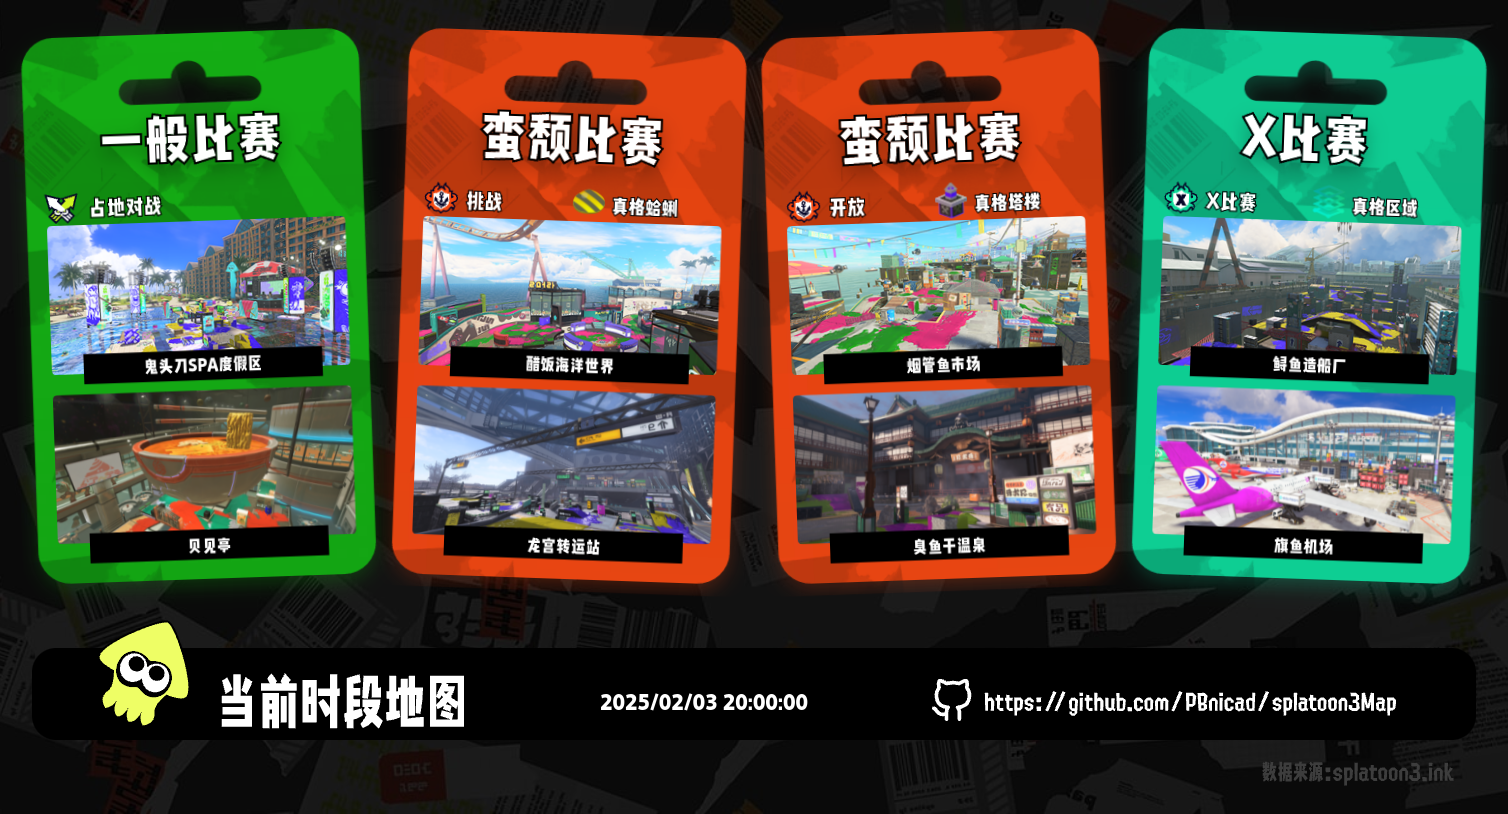 一般比赛
占地对战
鬼头刀SPA度假区
贝见亭
蛮颓比赛
挑战
真格蛤蜊
醋饭海洋世界
龙宫转运站
蛮颓比赛
开放
真格塔楼
烟管鱼市场
臭鱼干温泉
X比赛
X比赛
真格区域
鲟鱼造船厂
旗鱼机场
当前时段地图
2025/02/03 20:00:00
https://github.com/PBnicad/splatoon3Map
数据来源:splatoon3.ink